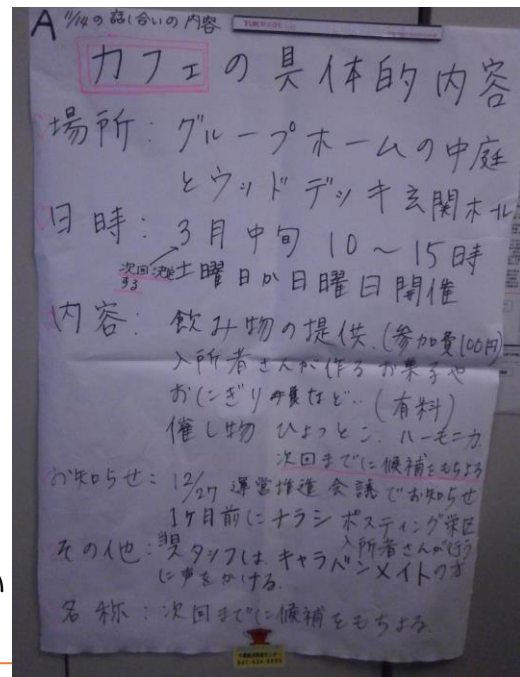 A 11/14の話し合いの内容
カフェの具体的内容
場所:グループホームの中庭
とウッドデッキ玄関ホール
日時:3月中旬 10~15時
次回決定する
土曜日か日曜日開催
内容:飲み物の提供.(参加費100円)
入所者さんが作るお菓子や
おにぎり など..(有料)
催し物 ひょっとこ、ハーモニカ
次回までに候補をもちよる
お知らせ:12/27 運営推進会議でお知らせ
1ケ月前にチラシ ポスティング
入所者さんが行う
その他:当日スタッフは、キャラバンメイトの方
に声をかける.
名称:次回までに候補をもちよる.
い